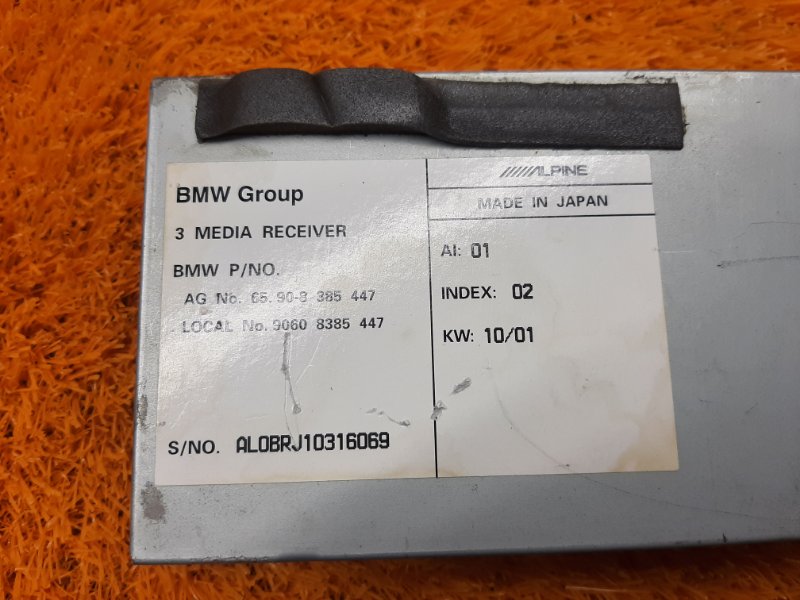 BMW Group
3 MEDIA RECEIVER
BMW P/NO.
AG No. 65.90-8 385 447
LOCAL No. 9060 8385 447
S/NO. AL0BRJ10316069
ALPINE
MADE IN JAPAN
AI: 01
INDEX: 02
KW: 10/01